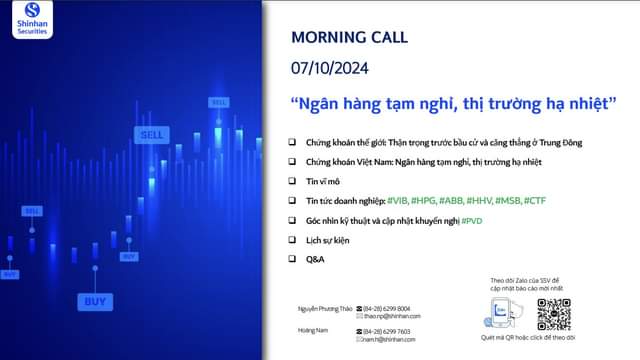 Shinhan
Securities
SELL
SELL
SELL
BUY
BUY
BUY
MORNING CALL
07/10/2024
“Ngân hàng tạm nghỉ, thị trường hạ nhiệt”
Chứng khoán thế giới: Thận trọng trước bầu cử và căng thẳng ở Trung Đông
Chứng khoán Việt Nam: Ngân hàng tạm nghỉ, thị trường hạ nhiệt
Tin vĩ mô
Tin tức doanh nghiệp: #VIB, #HPG, #ABB, #HHV, #MSB, #CTF
Góc nhìn kỹ thuật và cập nhật khuyến nghị #PVD
Lịch sự kiện
Q&A
Nguyễn Phương Thảo (84-28) 6299 8004
thao.np@shinhan.com
Hoàng Nam (84-28) 6299 7603
nam.h@shinhan.com
Theo dõi Zalo của SSV để
cập nhật báo cáo mới nhất
Quét mã QR hoặc click để theo dõi